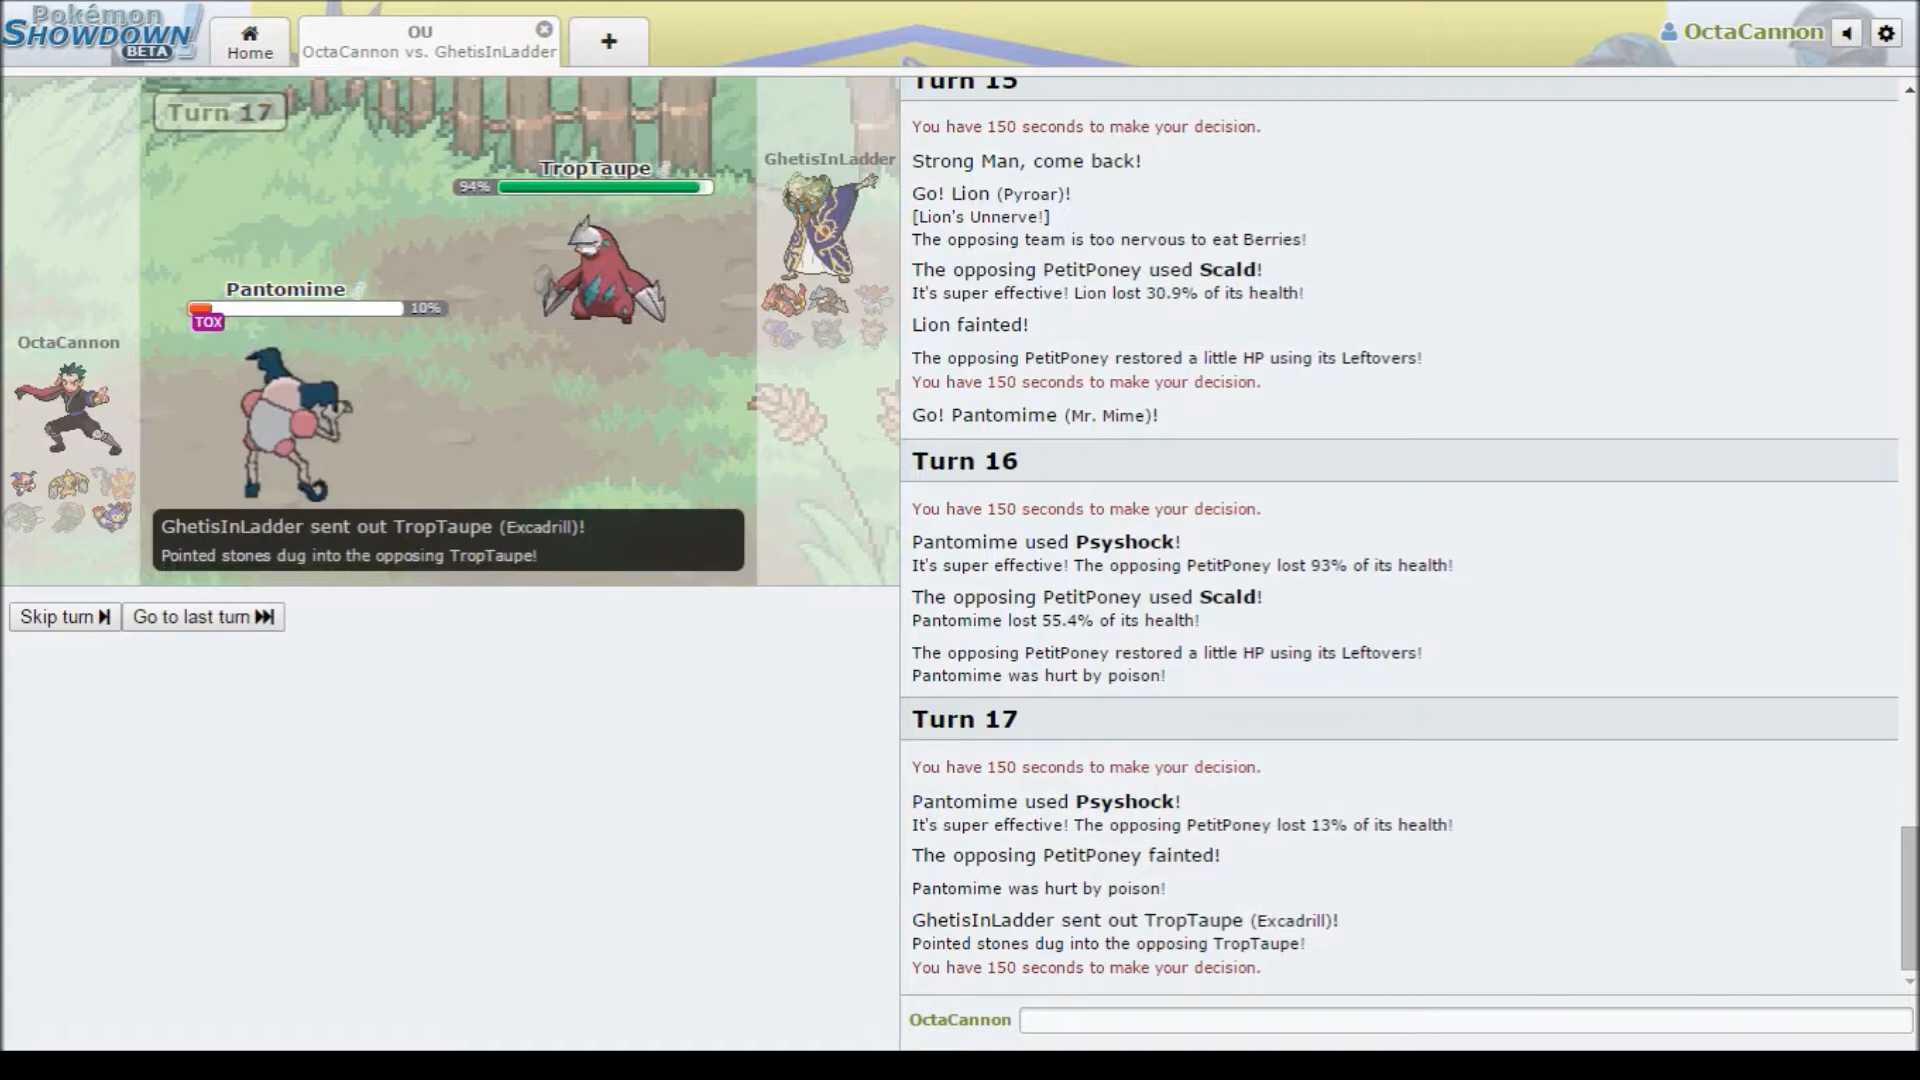 Pokémon
SHOWDOWN!
BETA
Home
OU
OctaCannon vs. GhetisInLadder
+
OctaCannon
Turn 17
TropTaupe
94%
GhetisInLadder
Pantomime
10%
TOX
OctaCannon
GhetisInLadder sent out TropTaupe (Excadrill)!
Pointed stones dug into the opposing TropTaupe!
Skip turn
Go to last turn
Turn 15
You have 150 seconds to make your decision.
Strong Man, come back!
Go! Lion (Pyroar)!
[Lion's Unnerve!]
The opposing team is too nervous to eat Berries!
The opposing PetitPoney used Scald!
It's super effective! Lion lost 30.9% of its health!
Lion fainted!
The opposing PetitPoney restored a little HP using its Leftovers!
You have 150 seconds to make your decision.
Go! Pantomime (Mr. Mime)!
Turn 16
You have 150 seconds to make your decision.
Pantomime used Psyshock!
It's super effective! The opposing PetitPoney lost 93% of its health!
The opposing PetitPoney used Scald!
Pantomime lost 55.4% of its health!
The opposing PetitPoney restored a little HP using its Leftovers!
Pantomime was hurt by poison!
Turn 17
You have 150 seconds to make your decision.
Pantomime used Psyshock!
It's super effective! The opposing PetitPoney lost 13% of its health!
The opposing PetitPoney fainted!
Pantomime was hurt by poison!
GhetisInLadder sent out TropTaupe (Excadrill)!
Pointed stones dug into the opposing TropTaupe!
You have 150 seconds to make your decision.
OctaCannon